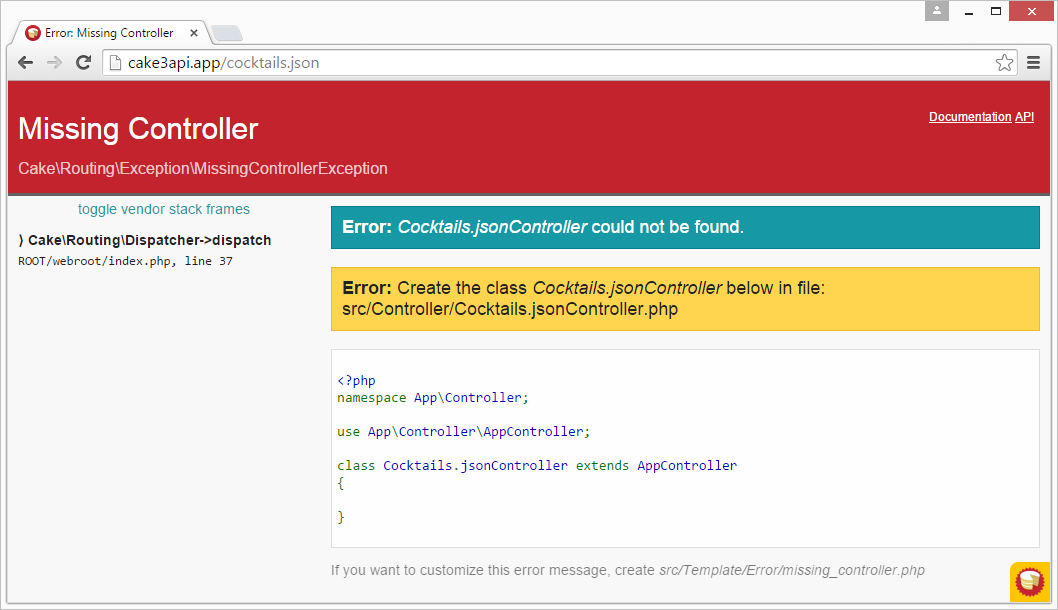 Error: Missing Controller
cake3api.app/cocktails.json
Missing Controller
Documentation API
Cake\Routing\Exception\MissingControllerException
toggle vendor stack frames
⟩ Cake\Routing\Dispatcher->dispatch
ROOT/webroot/index.php, line 37
Error: Cocktails.jsonController could not be found.
Error: Create the class Cocktails.jsonController below in file:
src/Controller/Cocktails.jsonController.php
<?php
namespace App\Controller;
use App\Controller\AppController;
class Cocktails.jsonController extends AppController
{
}
If you want to customize this error message, create src/Template/Error/missing_controller.php